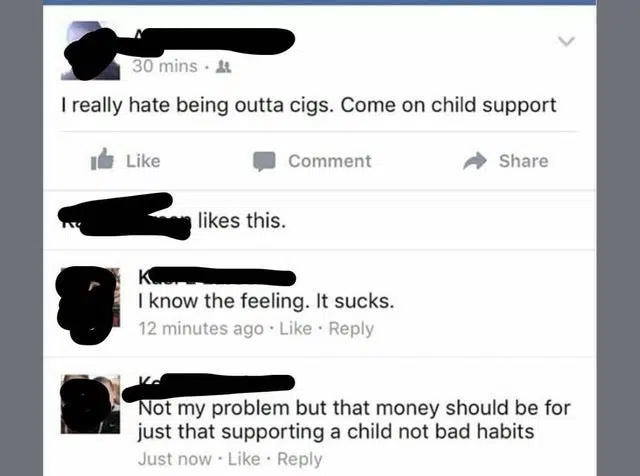 30 mins ·
I really hate being outta cigs. Come on child support
Like Comment Share
likes this.
I know the feeling. It sucks.
12 minutes ago · Like · Reply
Not my problem but that money should be for
just that supporting a child not bad habits
Just now · Like · Reply